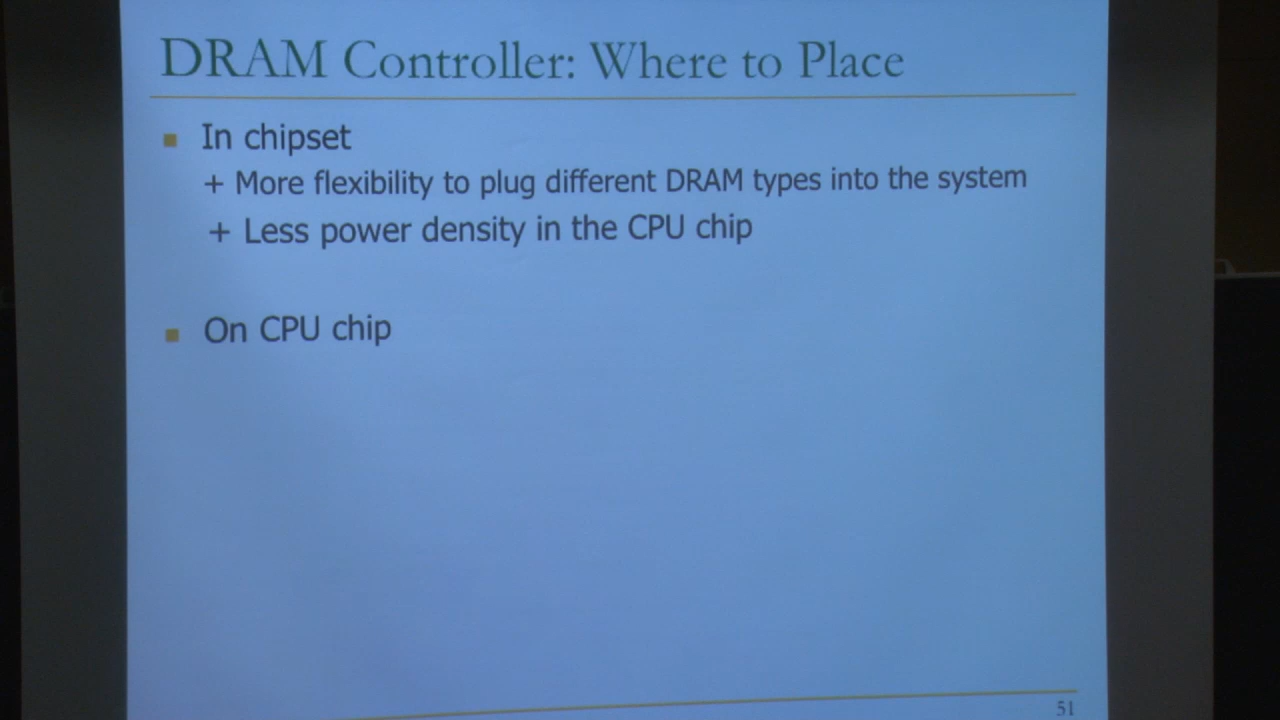 DRAM Controller: Where to Place
In chipset
+ More flexibility to plug different DRAM types into the system
+ Less power density in the CPU chip
On CPU chip
51